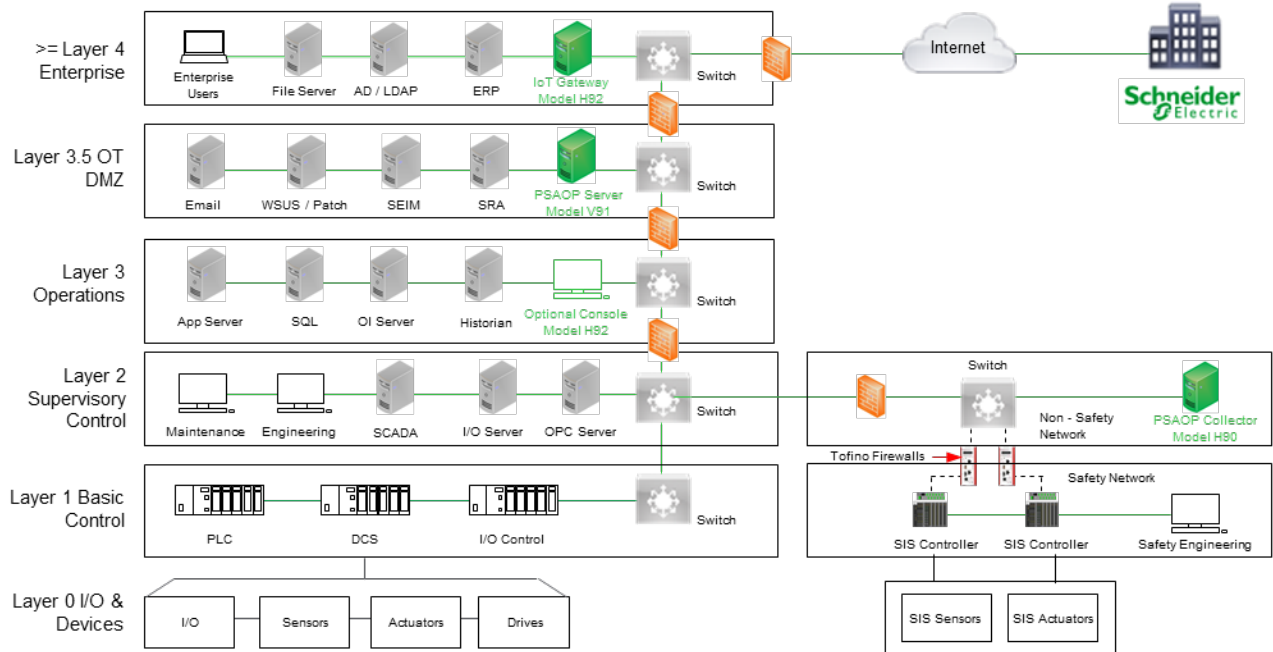 >= Layer 4
Enterprise
Enterprise
Users
File Server
AD / LDAP
ERP
IoT Gateway
Model H92
Switch
Internet
Schneider
Electric
Layer 3.5 OT
DMZ
Email
WSUS / Patch
SEIM
SRA
PSAOP Server
Model V91
Switch
Layer 3
Operations
App Server
SQL
OI Server
Historian
Optional Console
Model H92
Switch
Layer 2
Supervisory
Control
Maintenance
Engineering
SCADA
I/O Server
OPC Server
Switch
Switch
Non - Safety
Network
PSAOP Collector
Model H90
Tofino Firewalls
Safety Network
Layer 1 Basic
Control
PLC
DCS
I/O Control
Switch
SIS Controller
SIS Controller
Safety Engineering
Layer 0 I/O &
Devices
I/O
Sensors
Actuators
Drives
SIS Sensors
SIS Actuators